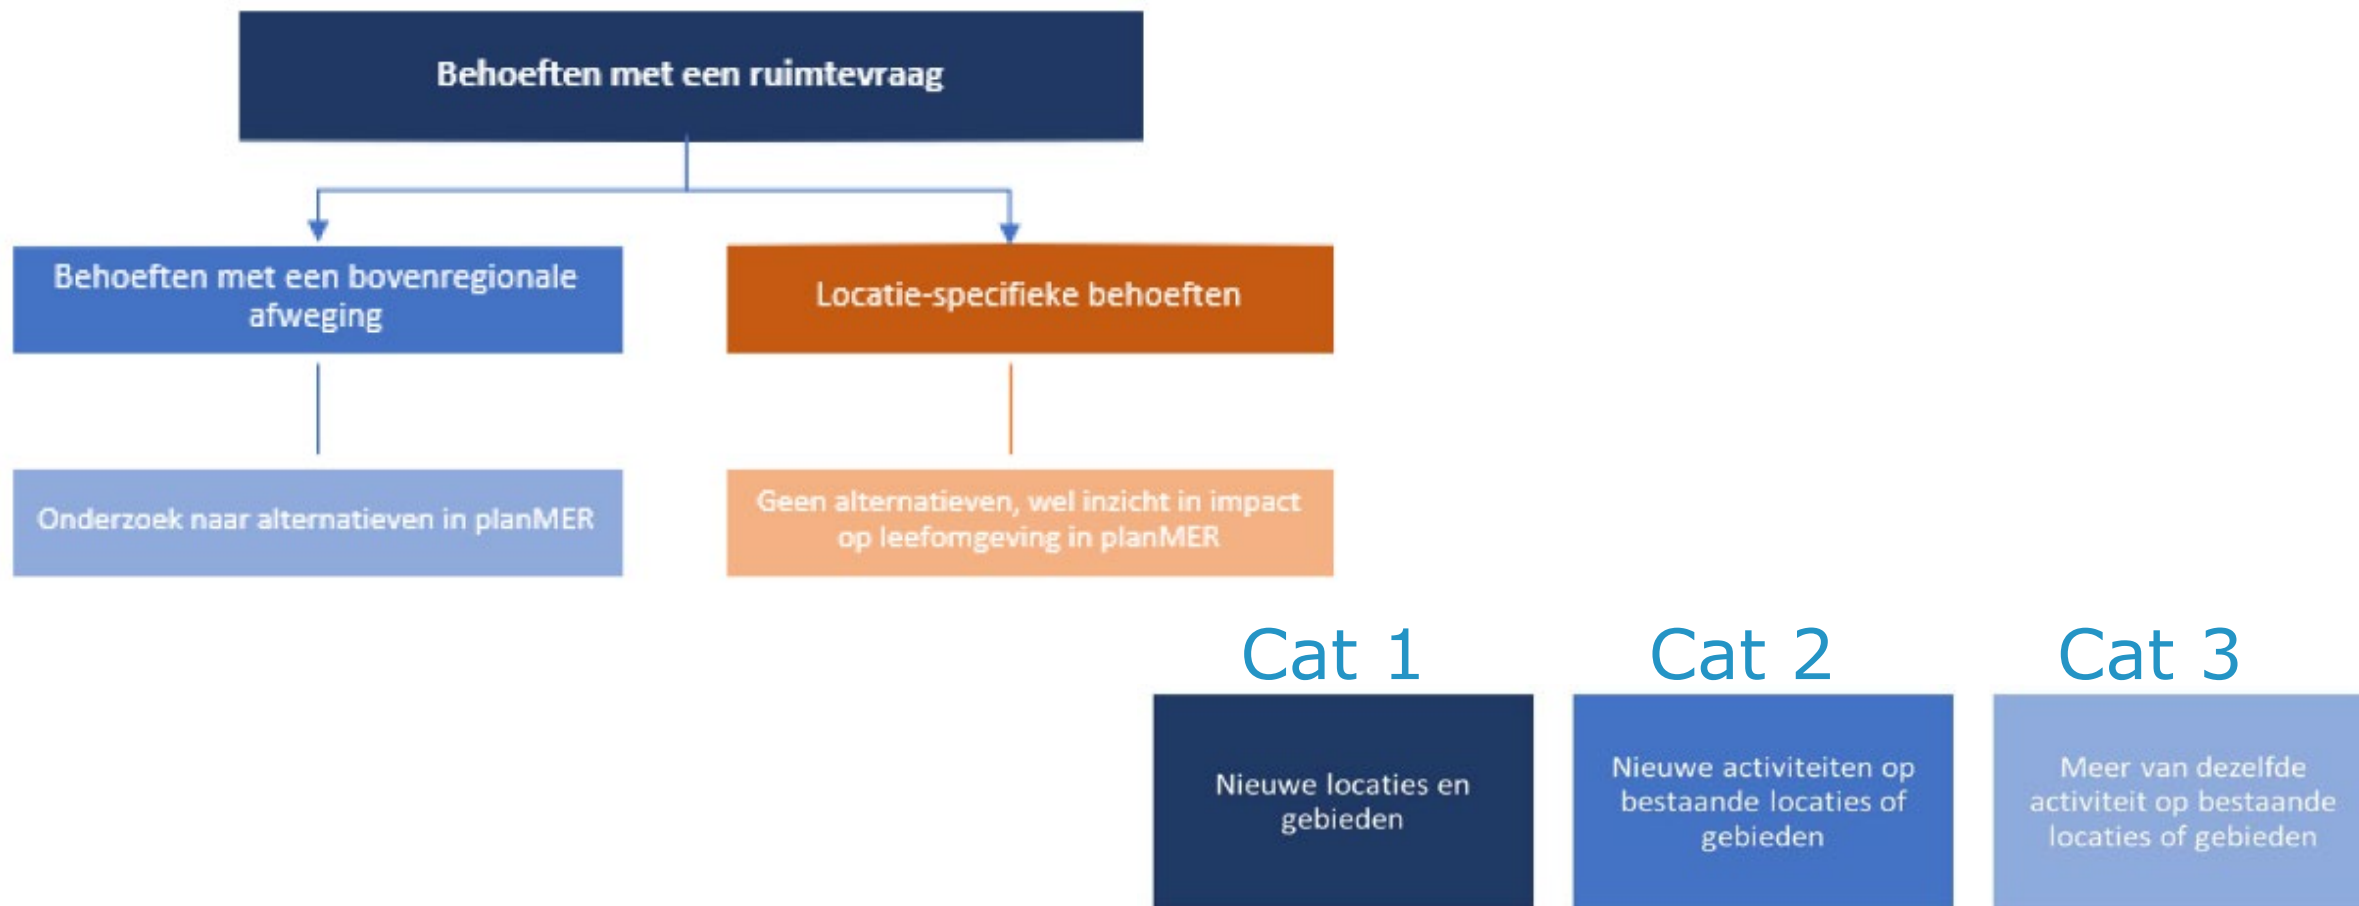 Behoeften met een ruimtevraag
Behoeften met een bovenregionale
afweging
Locatie-specifieke behoeften
Onderzoek naar alternatieven in planMER
Geen alternatieven, wel inzicht in impact
op leefomgeving in planMER
Cat 1
Nieuwe locaties en
gebieden
Cat 2
Nieuwe activiteiten op
bestaande locaties of
gebieden
Cat 3
Meer van dezelfde
activiteit op bestaande
locaties of gebieden